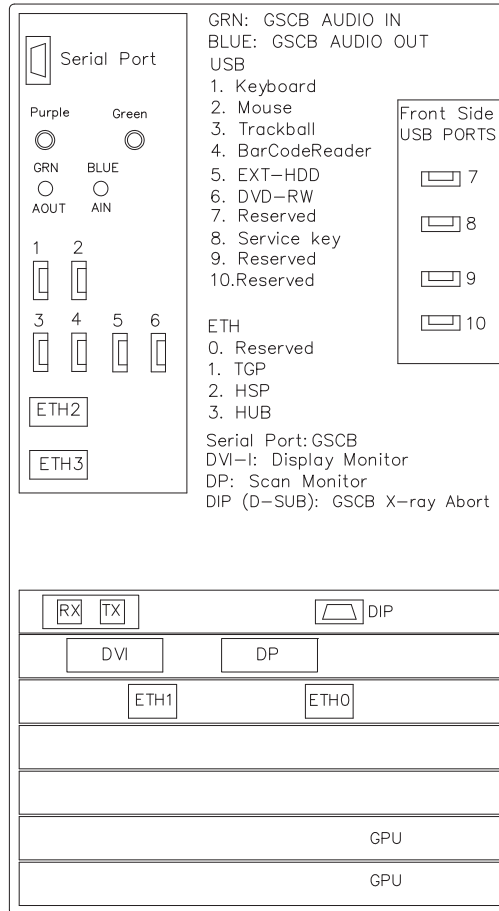 Serial Port
Purple Green
GRN BLUE
AOUT AIN
1 2
3 4 5 6
ETH2
ETH3
GRN: GSCB AUDIO IN
BLUE: GSCB AUDIO OUT
USB
1. Keyboard
2. Mouse
3. Trackball
4. BarCodeReader
5. EXT-HDD
6. DVD-RW
7. Reserved
8. Service key
9. Reserved
10.Reserved
ETH
0. Reserved
1. TGP
2. HSP
3. HUB
Serial Port: GSCB
DVI-I: Display Monitor
DP: Scan Monitor
DIP (D-SUB): GSCB X-ray Abort
Front Side
USB PORTS
7
8
9
10
RX TX DIP
DVI DP
ETH1 ETH0
GPU
GPU